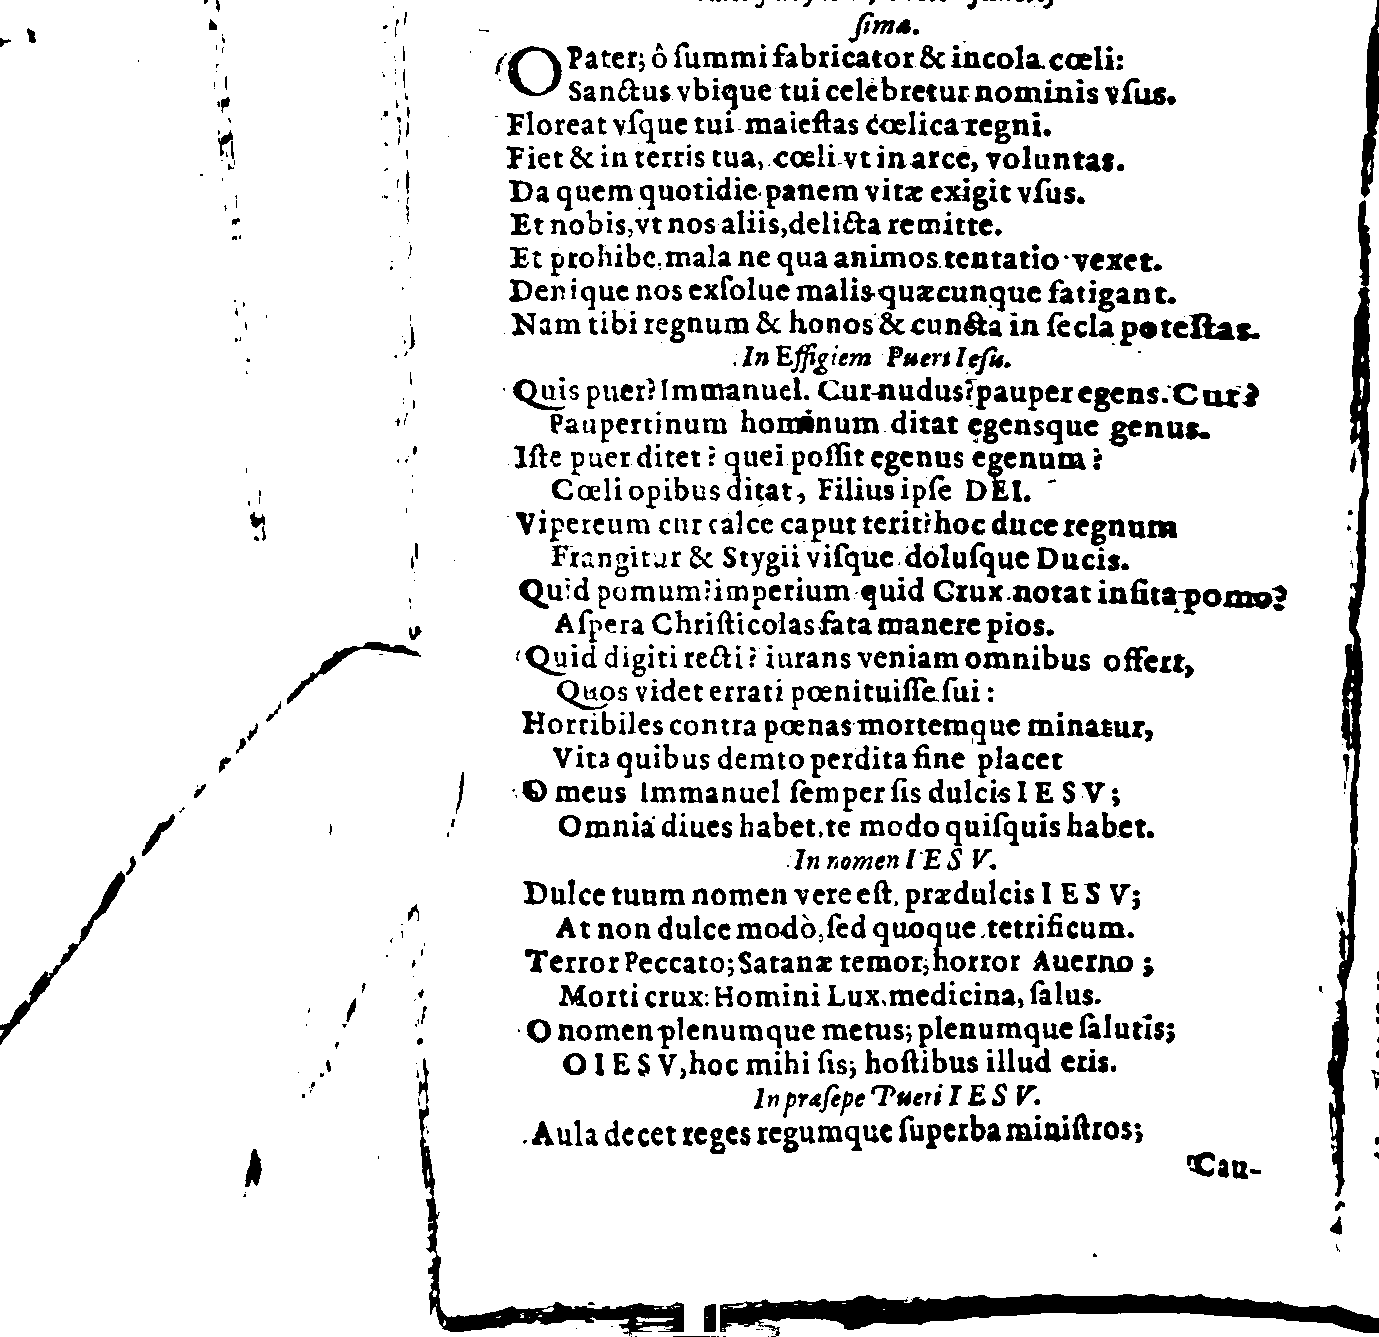 ſima.
O Pater; ô ſummi fabricator & incola cœli:
Sanctus vbique tui celebretur nominis vſus.
Floreat vſque tui maieſtas cœlica regni.
Fiet & in terris tua, cœli vt in arce, voluntas.
Da quem quotidie panem vitæ exigit vſus.
Et nobis, vt nos aliis, delicta remitte.
Et prohibe, mala ne qua animos tentatio vexet.
Denique nos exſolue malis quæcunque fatigant.
Nam tibi regnum & honos & cuncta in ſecla poteſtas.
In Effigiem Pueri Ieſu.
Quis puer? Immanuel. Cur nudus? pauper egens. Cur?
Paupertinum hominum ditat egensque genus.
Iſte puer ditet? quei poſſit egenus egenum?
Cœli opibus ditat, Filius ipſe DEI.
Vipereum cur calce caput terit? hoc duce regnum
Frangitur & Stygii viſque doluſque Ducis.
Quid pomum? imperium quid Crux notat inſita pomo?
Aſpera Chriſticolas fata manere pios.
Quid digiti recti? iurans veniam omnibus offert,
Quos videt errati pœnituiſſe ſui:
Horribiles contra pœnas mortemque minatur,
Vita quibus demto perdita fine placet
O meus Immanuel ſemper ſis dulcis I E S V;
Omnia diues habet, te modo quiſquis habet.
In nomen I E S V.
Dulce tuum nomen vere eſt, prædulcis I E S V;
At non dulce modò, ſed quoque tetrificum.
Terror Peccato; Satanæ temor; horror Auerno;
Morti crux: Homini Lux, medicina, ſalus.
O nomen plenumque metus; plenumque ſalutis;
O I E S V, hoc mihi ſis; hoſtibus illud eris.
In præſepe Pueri I E S V.
Aula decet reges regumque ſuperba miniſtros;
Cau-